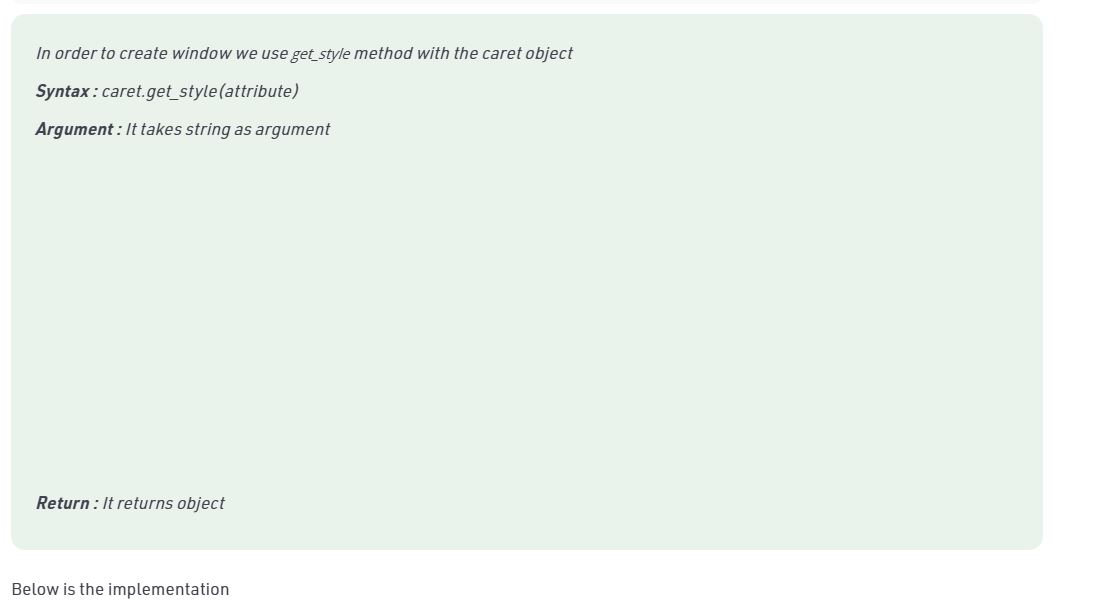 In order to create window we use get_style method with the caret object
Syntax : caret.get_style(attribute)
Argument : It takes string as argument
Return : It returns object
Below is the implementation